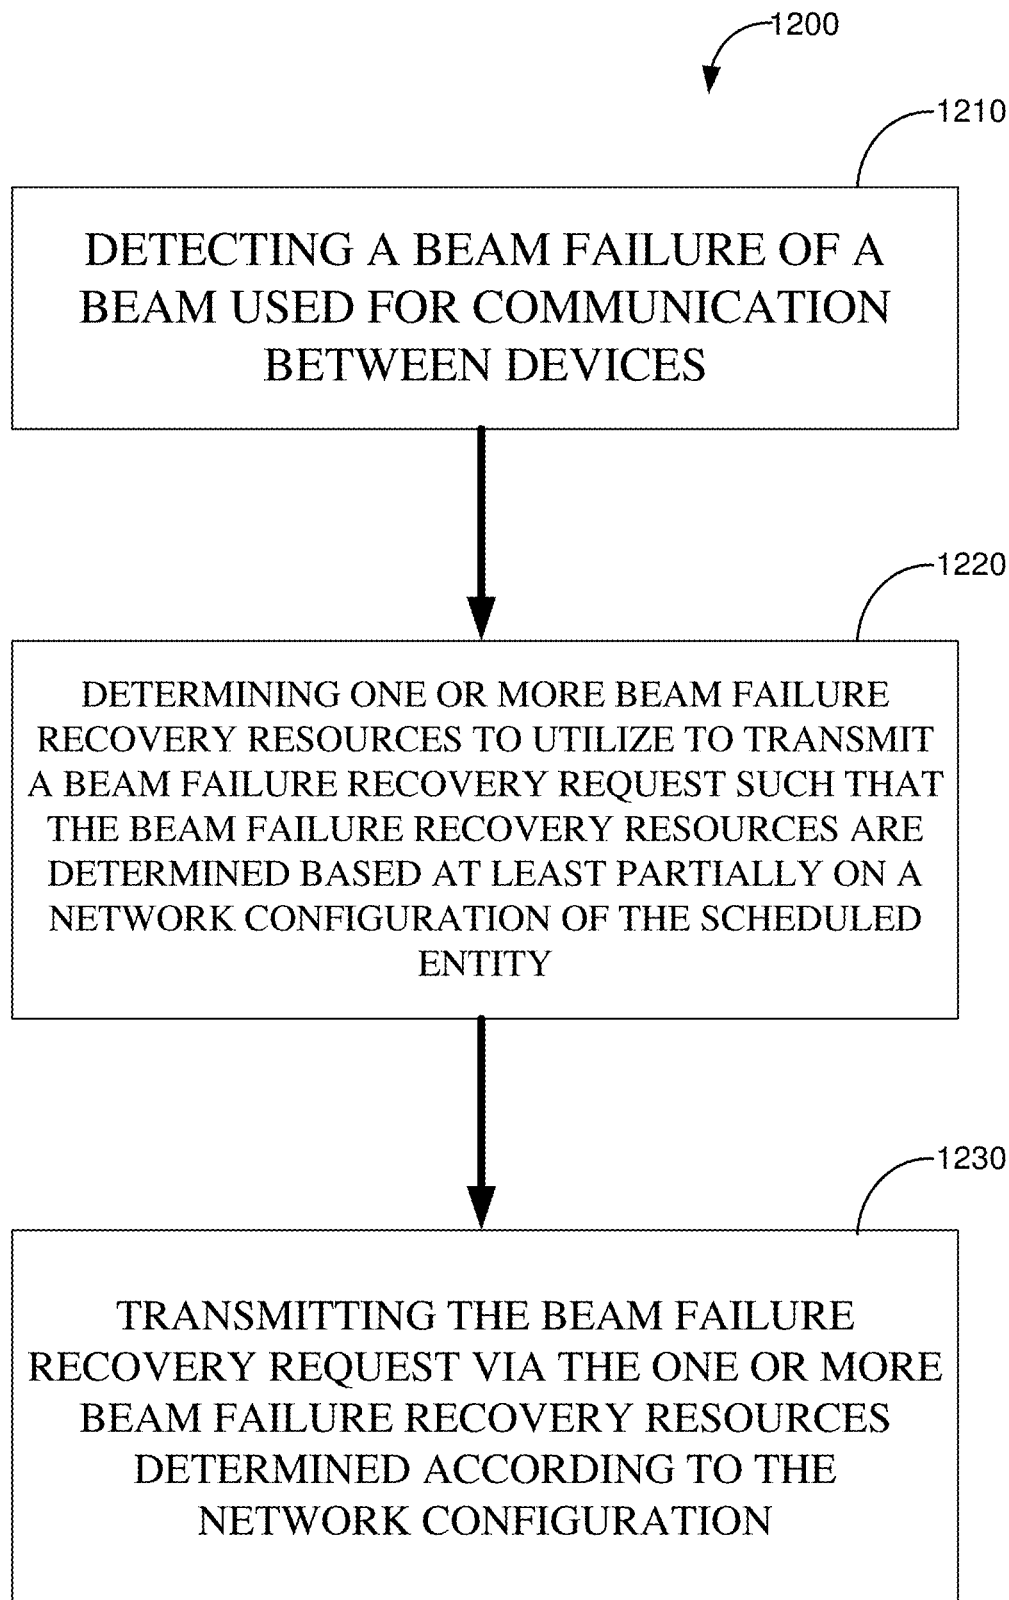 1200
1210
DETECTING A BEAM FAILURE OF A
BEAM USED FOR COMMUNICATION
BETWEEN DEVICES
1220
DETERMINING ONE OR MORE BEAM FAILURE
RECOVERY RESOURCES TO UTILIZE TO TRANSMIT
A BEAM FAILURE RECOVERY REQUEST SUCH THAT
THE BEAM FAILURE RECOVERY RESOURCES ARE
DETERMINED BASED AT LEAST PARTIALLY ON A
NETWORK CONFIGURATION OF THE SCHEDULED
ENTITY
1230
TRANSMITTING THE BEAM FAILURE
RECOVERY REQUEST VIA THE ONE OR MORE
BEAM FAILURE RECOVERY RESOURCES
DETERMINED ACCORDING TO THE
NETWORK CONFIGURATION